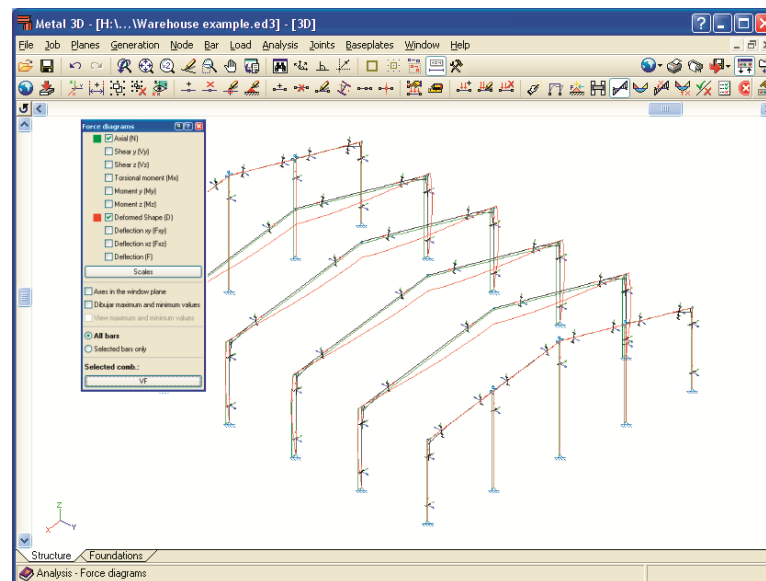 Metal 3D - [H:\...\Warehouse example.ed3] - [3D]
File Job Planes Generation Node Bar Load Analysis Joints Baseplates Window Help
Force diagrams
Axial (N)
Shear y (Vy)
Shear z (Vz)
Torsional moment (Mx)
Moment y (My)
Moment z (Mz)
Deformed Shape (D)
Deflection xy (Fxy)
Deflection xz (Fxz)
Deflection (F)
Scales
Axes in the window plane
Dibujar maximum and minimum values
View maximum and minimum values
All bars
Selected bars only
Selected comb.:
VF
Z
X
Y
Structure
Foundations
Analysis - Force diagrams